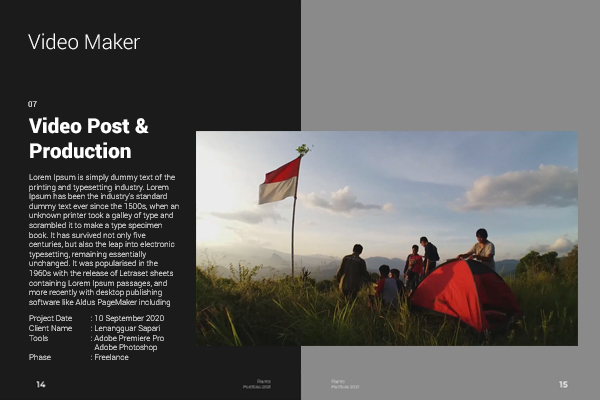 Video Maker
07
Video Post &
Production
Lorem Ipsum is simply dummy text of the
printing and typesetting industry. Lorem
Ipsum has been the industry's standard
dummy text ever since the 1500s, when an
unknown printer took a galley of type and
scrambled it to make a type specimen
book. It has survived not only five
centuries, but also the leap into electronic
typesetting, remaining essentially
unchanged. It was popularised in the
1960s with the release of Letraset sheets
containing Lorem Ipsum passages, and
more recently with desktop publishing
software like Aldus PageMaker including
Project Date : 10 September 2020
Client Name : Lenangguar Sapari
Tools : Adobe Premiere Pro
Adobe Photoshop
Phase : Freelance
14
15